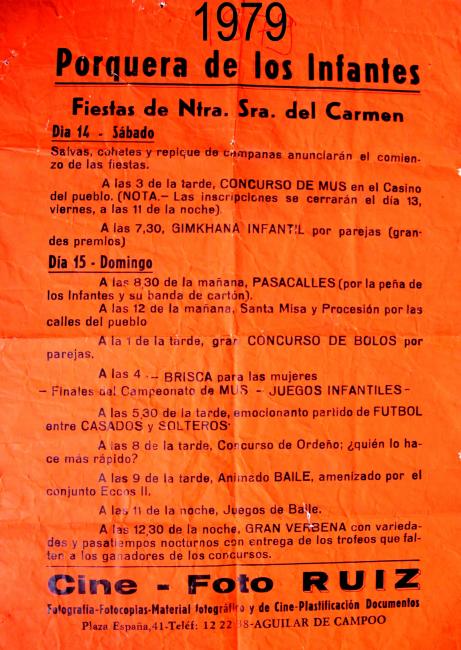 1979
Porquera de los Infantes
Fiestas de Ntra. Sra. del Carmen
Dia 14 - Sábado
Salvas, cohetes y repique de campanas anunciarán el comien-
zo de las fiestas.
A las 3 de la tarde, CONCURSO DE MUS en el Casino
del pueblo. (NOTA.- Las inscripciones se cerrarán el día 13,
viernes, a las 11 de la noche).
A las 7,30, GIMKHANA INFANTIL por parejas (gran-
des premios)
Día 15 - Domingo
A las 8,30 de la mañana, PASACALLES (por la peña de
los Infantes y su banda de cartón).
A las 12 de la mañana, Santa Misa y Procesión por las
calles del pueblo
A la 1 de la tarde, gran CONCURSO DE BOLOS por
parejas.
A las 4 -- BRISCA para las mujeres
- Finales del Campeonato de MUS - JUEGOS INFANTILES -
A las 5,30 de la tarde, emocionante partido de FUTBOL
entre CASADOS y SOLTEROS
A las 8 de la tarde, Concurso de Ordeño; ¿quién lo ha-
ce más rápido?
A las 9 de la tarde, Animado BAILE, amenizado por el
conjunto Eccos II.
A las 11 de la noche, Juegos de Baile.
A las 12,30 de la noche, GRAN VERBENA con varieda-
des y pasatiempos nocturnos con entrega de los trofeos que fal-
ten a los ganadores de los concursos.
Cine - Foto RUIZ
Fotografia-Fotocopias-Material fotográfico y de Cine-Plastificación Documentos
Plaza España,41-Teléf: 12 22 38-AGUILAR DE CAMPOO